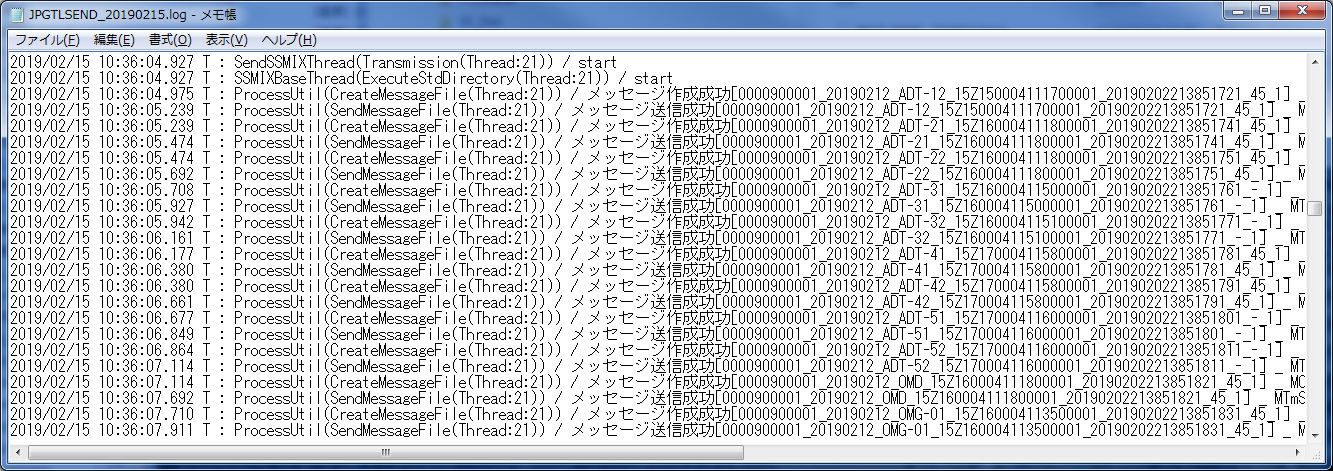 JPGTLSEND_20190215.log - メモ帳
ファイル(F) 編集(E) 書式(O) 表示(V) ヘルプ(H)
2019/02/15 10:36:04.927 T : SendSSMIXThread(Transmission(Thread:21)) / start
2019/02/15 10:36:04.927 T : SSMIXBaseThread(ExecuteStdDirectory(Thread:21)) / start
2019/02/15 10:36:04.975 T : ProcessUtil(CreateMessageFile(Thread:21)) / メッセージ作成成功[0000900001_20190212_ADT-12_15Z150004111700001_20190202213851721_45_1] _
2019/02/15 10:36:05.239 T : ProcessUtil(SendMessageFile(Thread:21)) / メッセージ送信成功[0000900001_20190212_ADT-12_15Z150004111700001_20190202213851721_45_1] _ M
2019/02/15 10:36:05.239 T : ProcessUtil(CreateMessageFile(Thread:21)) / メッセージ作成成功[0000900001_20190212_ADT-21_15Z160004111800001_20190202213851741_45_1] _
2019/02/15 10:36:05.474 T : ProcessUtil(SendMessageFile(Thread:21)) / メッセージ送信成功[0000900001_20190212_ADT-21_15Z160004111800001_20190202213851741_45_1] _ M
2019/02/15 10:36:05.474 T : ProcessUtil(CreateMessageFile(Thread:21)) / メッセージ作成成功[0000900001_20190212_ADT-22_15Z160004111800001_20190202213851751_45_1] _
2019/02/15 10:36:05.692 T : ProcessUtil(SendMessageFile(Thread:21)) / メッセージ送信成功[0000900001_20190212_ADT-22_15Z160004111800001_20190202213851751_45_1] _ M
2019/02/15 10:36:05.708 T : ProcessUtil(CreateMessageFile(Thread:21)) / メッセージ作成成功[0000900001_20190212_ADT-31_15Z160004115000001_20190202213851761_-_1] _
2019/02/15 10:36:05.927 T : ProcessUtil(SendMessageFile(Thread:21)) / メッセージ送信成功[0000900001_20190212_ADT-31_15Z160004115000001_20190202213851761_-_1] _ MT
2019/02/15 10:36:05.942 T : ProcessUtil(CreateMessageFile(Thread:21)) / メッセージ作成成功[0000900001_20190212_ADT-32_15Z160004115100001_20190202213851771_-_1] _
2019/02/15 10:36:06.161 T : ProcessUtil(SendMessageFile(Thread:21)) / メッセージ送信成功[0000900001_20190212_ADT-32_15Z160004115100001_20190202213851771_-_1] _ MT
2019/02/15 10:36:06.177 T : ProcessUtil(CreateMessageFile(Thread:21)) / メッセージ作成成功[0000900001_20190212_ADT-41_15Z170004115800001_20190202213851781_45_1] _
2019/02/15 10:36:06.380 T : ProcessUtil(SendMessageFile(Thread:21)) / メッセージ送信成功[0000900001_20190212_ADT-41_15Z170004115800001_20190202213851781_45_1] _ M
2019/02/15 10:36:06.380 T : ProcessUtil(CreateMessageFile(Thread:21)) / メッセージ作成成功[0000900001_20190212_ADT-42_15Z170004115800001_20190202213851791_45_1] _
2019/02/15 10:36:06.661 T : ProcessUtil(SendMessageFile(Thread:21)) / メッセージ送信成功[0000900001_20190212_ADT-42_15Z170004115800001_20190202213851791_45_1] _ M
2019/02/15 10:36:06.677 T : ProcessUtil(CreateMessageFile(Thread:21)) / メッセージ作成成功[0000900001_20190212_ADT-51_15Z170004116000001_20190202213851801_-_1] _
2019/02/15 10:36:06.849 T : ProcessUtil(SendMessageFile(Thread:21)) / メッセージ送信成功[0000900001_20190212_ADT-51_15Z170004116000001_20190202213851801_-_1] _ MT
2019/02/15 10:36:06.864 T : ProcessUtil(CreateMessageFile(Thread:21)) / メッセージ作成成功[0000900001_20190212_ADT-52_15Z170004116000001_20190202213851811_-_1] _
2019/02/15 10:36:07.114 T : ProcessUtil(SendMessageFile(Thread:21)) / メッセージ送信成功[0000900001_20190212_ADT-52_15Z170004116000001_20190202213851811_-_1] _ MT
2019/02/15 10:36:07.114 T : ProcessUtil(CreateMessageFile(Thread:21)) / メッセージ作成成功[0000900001_20190212_OMD_15Z160004111800001_20190202213851821_45_1] _ MC
2019/02/15 10:36:07.692 T : ProcessUtil(SendMessageFile(Thread:21)) / メッセージ送信成功[0000900001_20190212_OMD_15Z160004111800001_20190202213851821_45_1] _ MTmS
2019/02/15 10:36:07.710 T : ProcessUtil(CreateMessageFile(Thread:21)) / メッセージ作成成功[0000900001_20190212_OMG-01_15Z160004113500001_20190202213851831_45_1] _
2019/02/15 10:36:07.911 T : ProcessUtil(SendMessageFile(Thread:21)) / メッセージ送信成功[0000900001_20190212_OMG-01_15Z160004113500001_20190202213851831_45_1] _ M